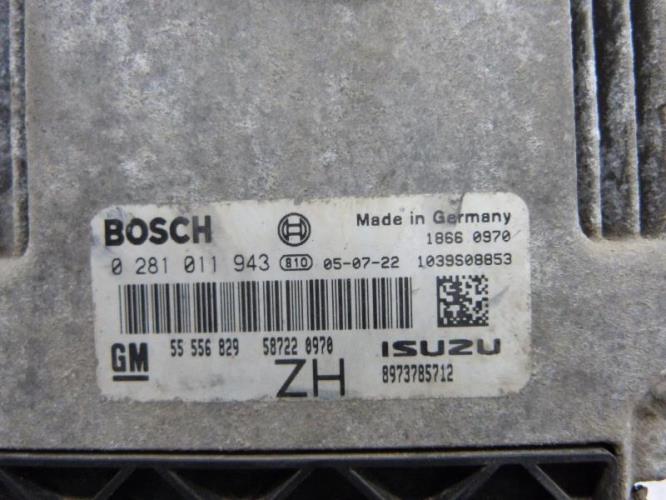 BOSCH Made in Germany
1866 0970
0 281 011 943 810 05-07-22 1039S08853
GM 55 556 829 58722 0970 ISUZU
ZH 8973785712